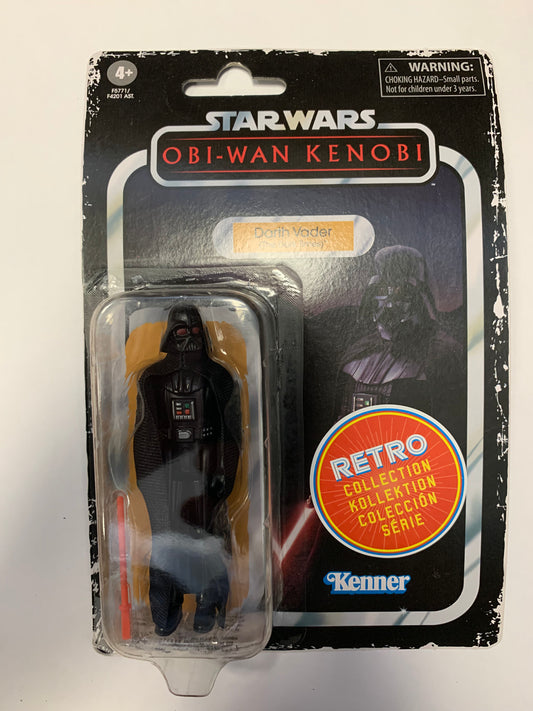 4+
F5771/
F4201 AST.
WARNING:
CHOKING HAZARD–Small parts.
Not for children under 3 years.
STAR WARS
OBI-WAN KENOBI
Darth Vader
RETRO
COLLECTION
KOLLEKTION
COLECCIÓN
SÉRIE
Kenner